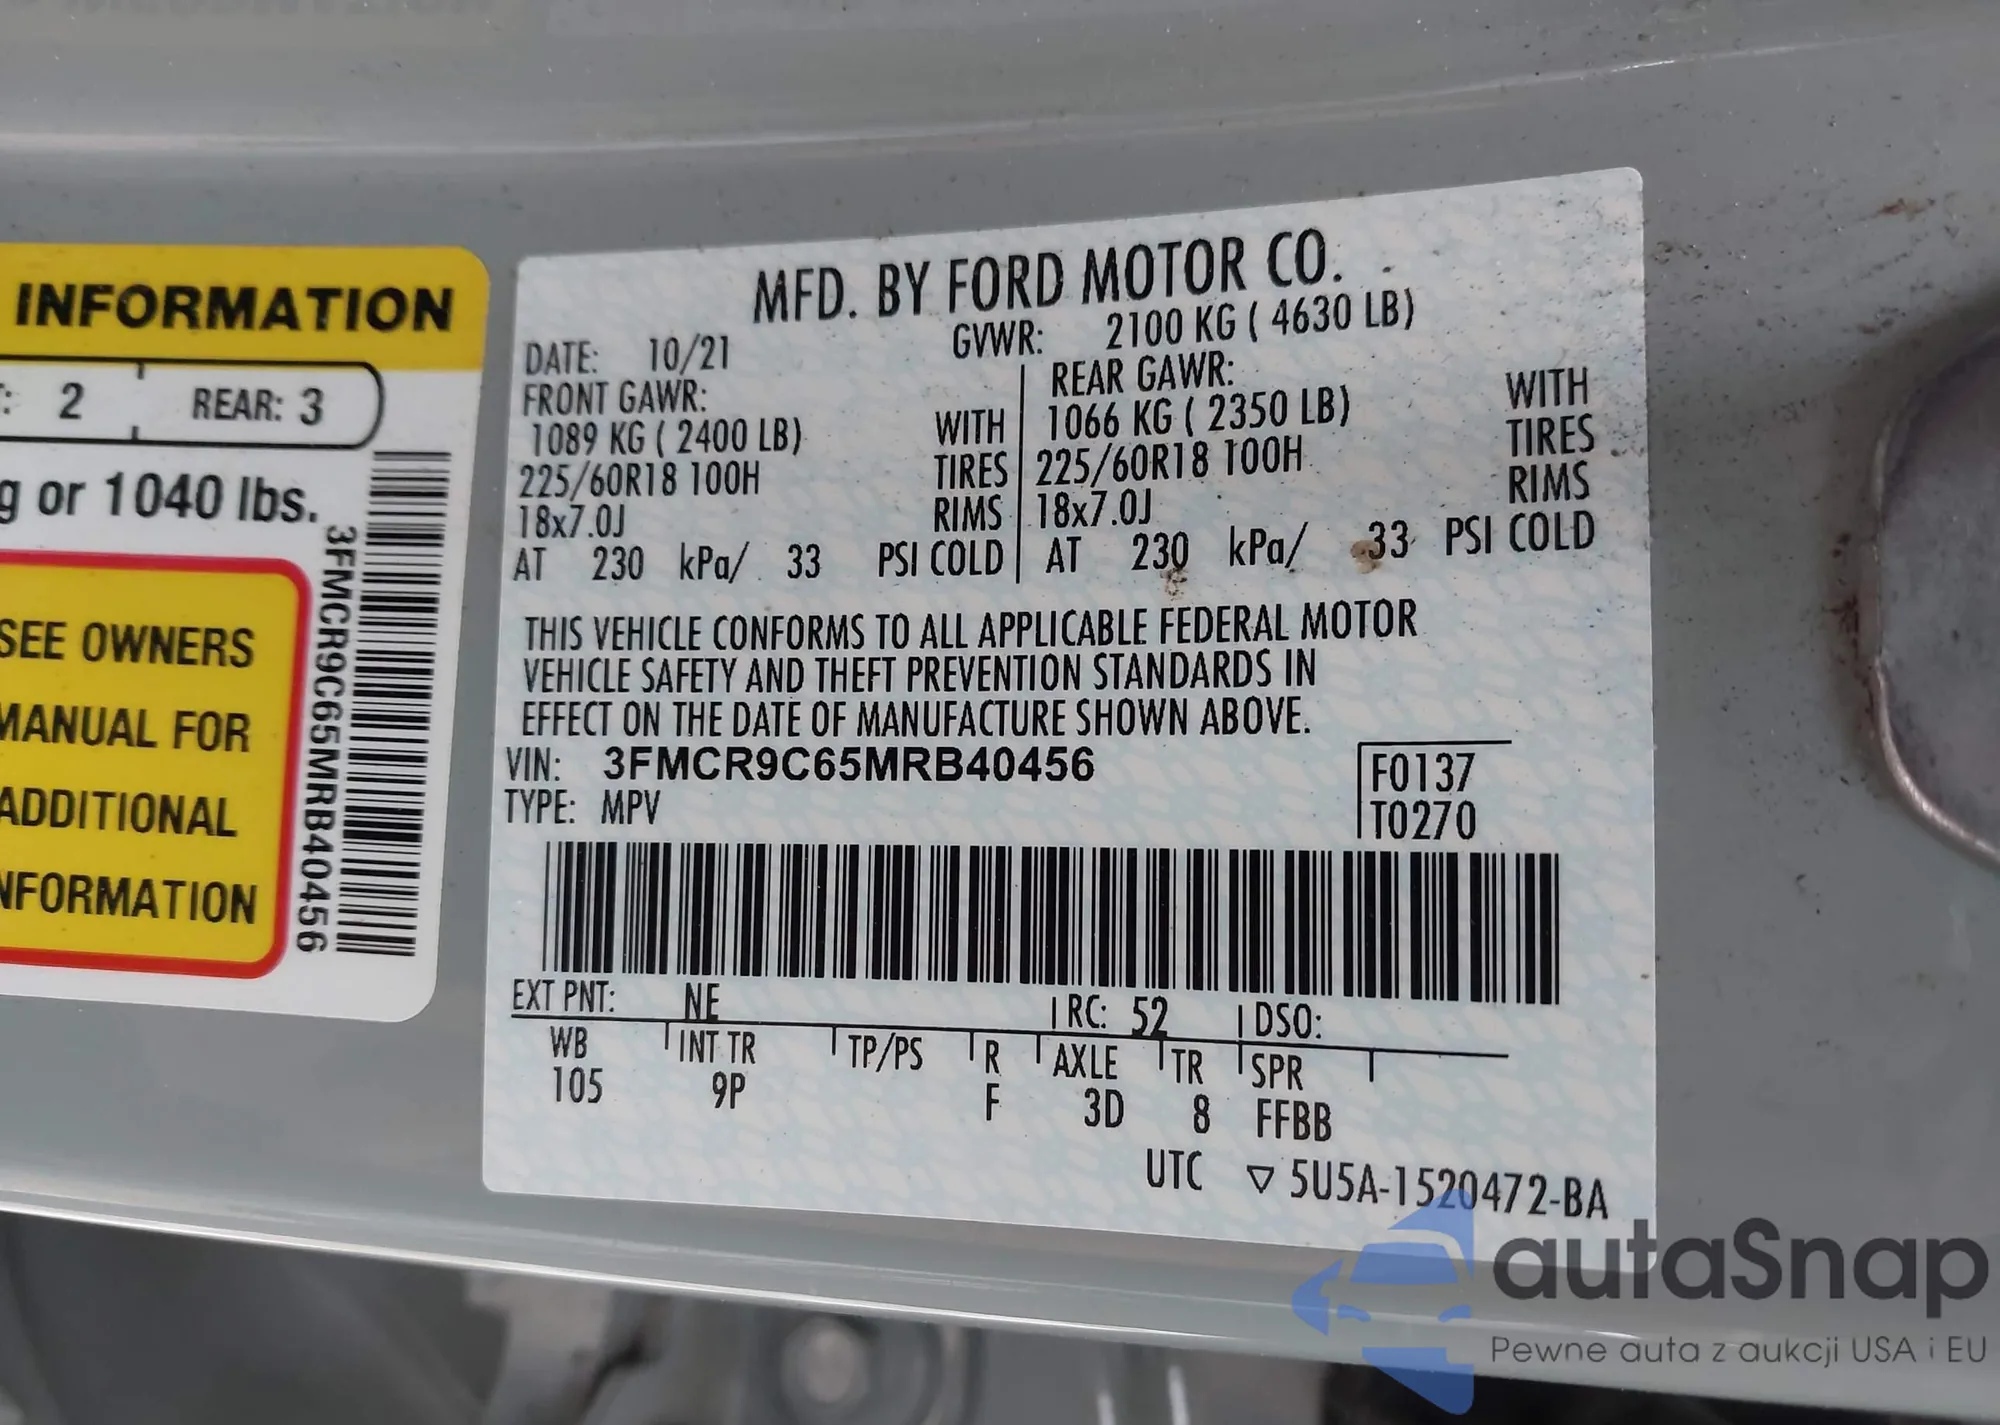 INFORMATION
2 REAR: 3
g or 1040 lbs.
SEE OWNERS
MANUAL FOR
ADDITIONAL
INFORMATION
3FMCR9C65MRB40456
MFD. BY FORD MOTOR CO.
DATE: 10/21 GVWR: 2100 KG ( 4630 LB)
FRONT GAWR: REAR GAWR:
1089 KG ( 2400 LB) WITH 1066 KG ( 2350 LB) WITH
225/60R18 100H TIRES 225/60R18 100H TIRES
18x7.0J RIMS 18x7.0J RIMS
AT 230 kPa/ 33 PSI COLD AT 230 kPa/ 33 PSI COLD
THIS VEHICLE CONFORMS TO ALL APPLICABLE FEDERAL MOTOR
VEHICLE SAFETY AND THEFT PREVENTION STANDARDS IN
EFFECT ON THE DATE OF MANUFACTURE SHOWN ABOVE.
VIN: 3FMCR9C65MRB40456 F0137
TYPE: MPV T0270
EXT PNT: NE RC: 52 DSO:
WB INT TR TP/PS R AXLE TR SPR
105 9P F 3D 8 FFBB
UTC ▽ 5U5A-1520472-BA
autaSnap
Pewne auta z aukcji USA i EU